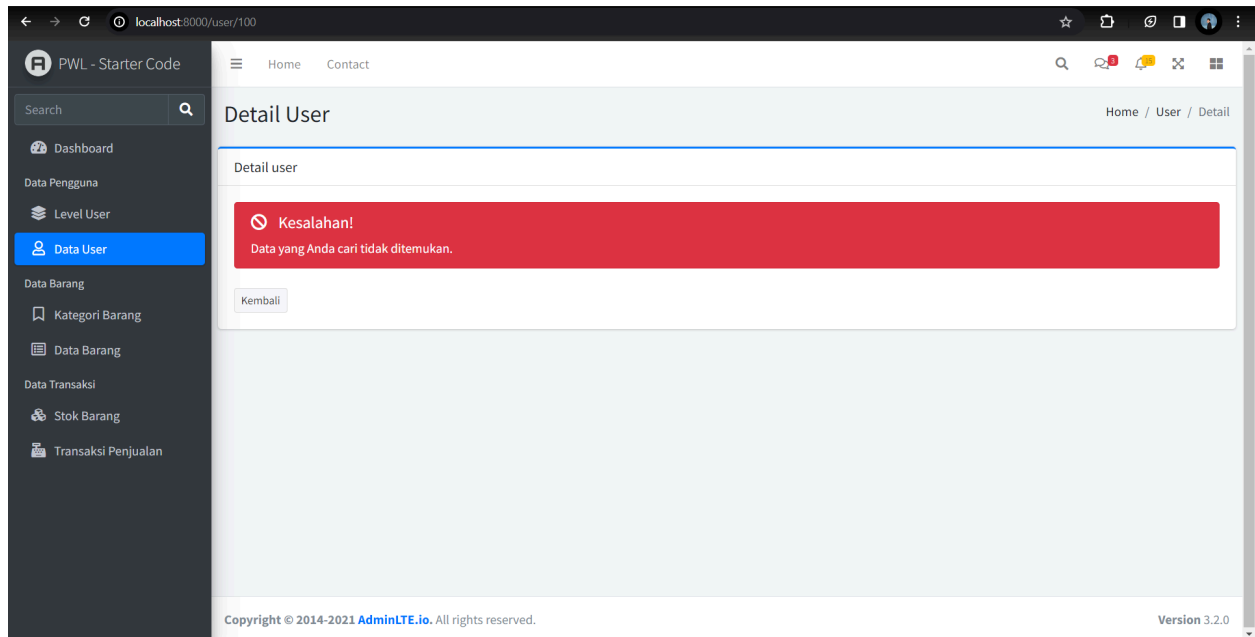 localhost:8000/user/100
PWL - Starter Code
Home Contact
3
15
Search
Detail User
Home / User / Detail
Dashboard
Data Pengguna
Level User
Data User
Data Barang
Kategori Barang
Data Barang
Data Transaksi
Stok Barang
Transaksi Penjualan
Detail user
Kesalahan!
Data yang Anda cari tidak ditemukan.
Kembali
Copyright © 2014-2021 AdminLTE.io. All rights reserved.
Version 3.2.0